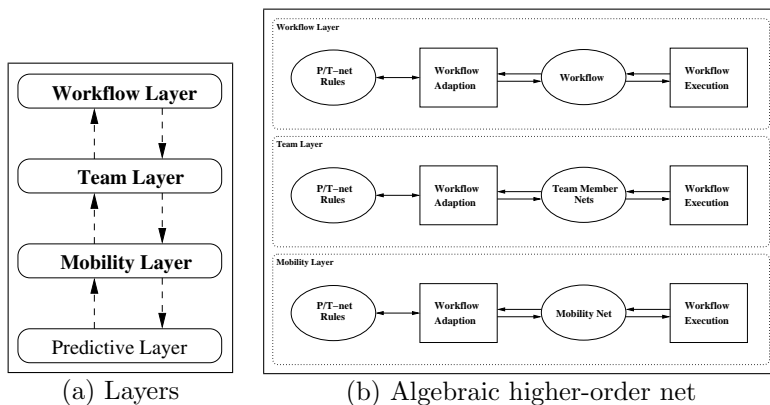 Workflow Layer
Team Layer
Mobility Layer
Predictive Layer
(a) Layers
Workflow Layer
P/T−net
Rules
Workflow
Adaption
Workflow
Workflow
Execution
Team Layer
P/T−net
Rules
Workflow
Adaption
Team Member
Nets
Workflow
Execution
Mobility Layer
P/T−net
Rules
Workflow
Adaption
Mobility Net
Workflow
Execution
(b) Algebraic higher-order net